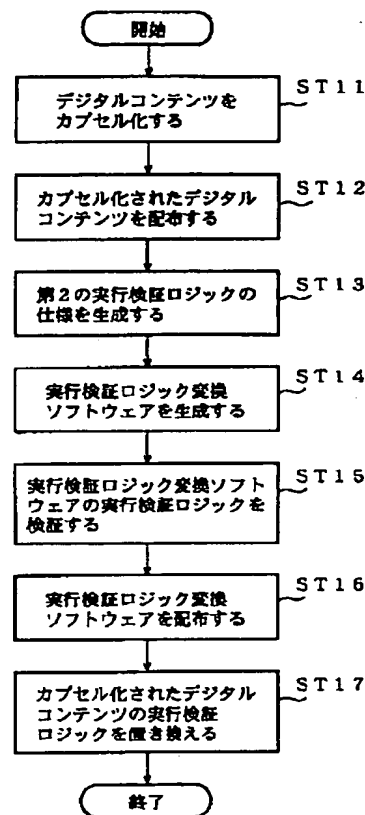 開始
ST11
デジタルコンテンツを
カプセル化する
ST12
カプセル化されたデジタル
コンテンツを配布する
ST13
第2の実行検証ロジックの
仕様を生成する
ST14
実行検証ロジック変換
ソフトウェアを生成する
ST15
実行検証ロジック変換ソフト
ウェアの実行検証ロジックを
検証する
ST16
実行検証ロジック変換
ソフトウェアを配布する
ST17
カプセル化されたデジタル
コンテンツの実行検証
ロジックを置き換える
終了